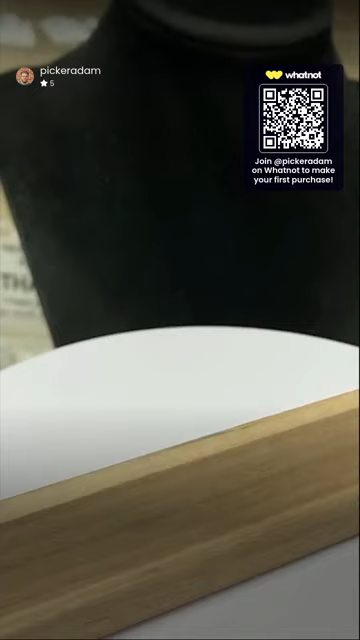 pickeradam
5
whatnot
Join @pickeradam
on Whatnot to make
your first purchase!